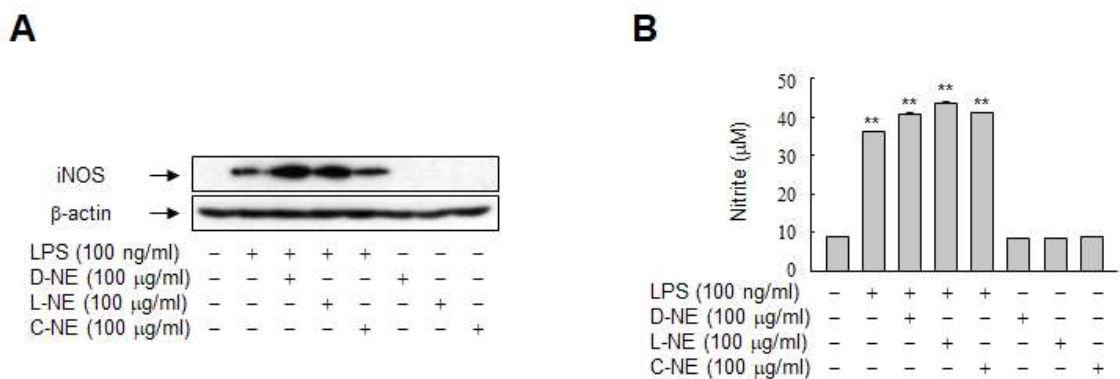 A
iNOS
β-actin
LPS (100 ng/ml) – + + + + – – –
D-NE (100 μg/ml) – – + – – + – –
L-NE (100 μg/ml) – – – + – – + –
C-NE (100 μg/ml) – – – – + – – +
B
50
40
30
20
10
0
Nitrite (μM)
** ** ** **
LPS (100 ng/ml) – + + + + – – –
D-NE (100 μg/ml) – – + – – + – –
L-NE (100 μg/ml) – – – + – – + –
C-NE (100 μg/ml) – – – – + – – +